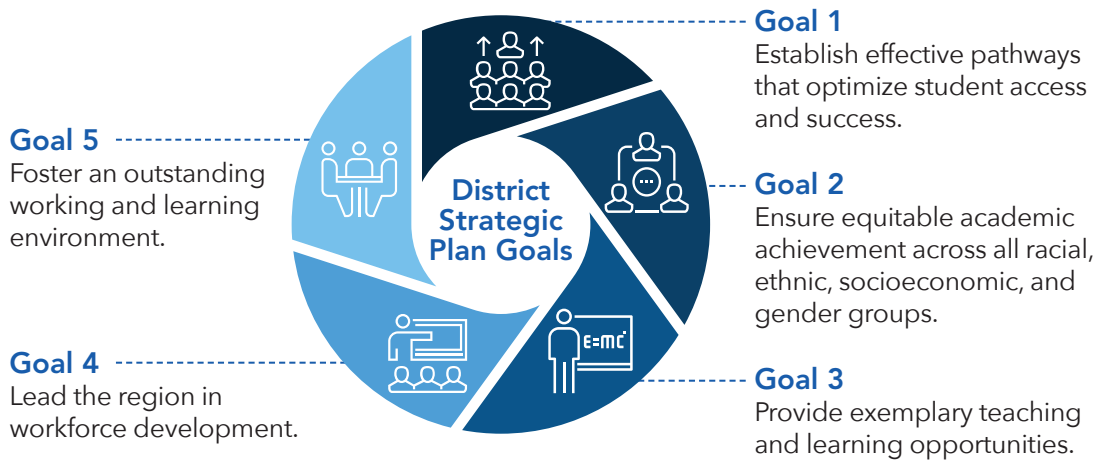 Goal 1
Establish effective pathways
that optimize student access
and success.
Goal 2
Ensure equitable academic
achievement across all racial,
ethnic, socioeconomic, and
gender groups.
Goal 3
Provide exemplary teaching
and learning opportunities.
Goal 4
Lead the region in
workforce development.
Goal 5
Foster an outstanding
working and learning
environment.
District
Strategic
Plan Goals
E=mc²